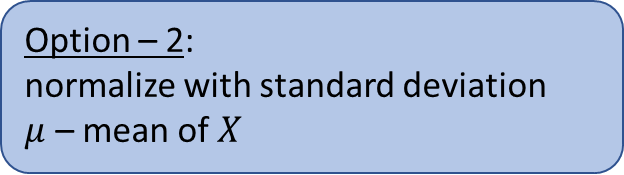 Option – 2:
normalize with standard deviation
μ – mean of X